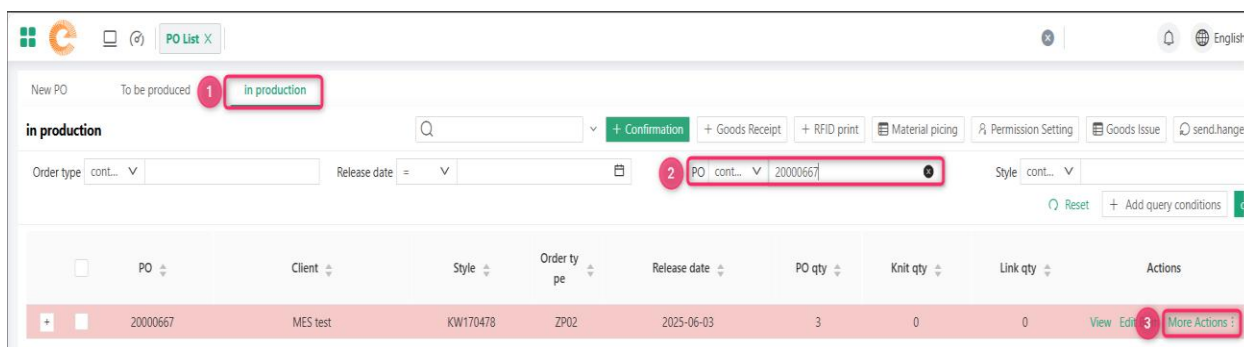 PO List X
English
New PO To be produced 1 in production
in production + Confirmation + Goods Receipt + RFID print Material picing Permission Setting Goods Issue send.hange
Order type cont... Release date = 2 PO cont... 20000667 Style cont...
Reset + Add query conditions
PO Client Style Order ty
pe Release date PO qty Knit qty Link qty Actions
+ 20000667 MES test KW170478 ZP02 2025-06-03 3 0 0 View Edit 3 More Actions